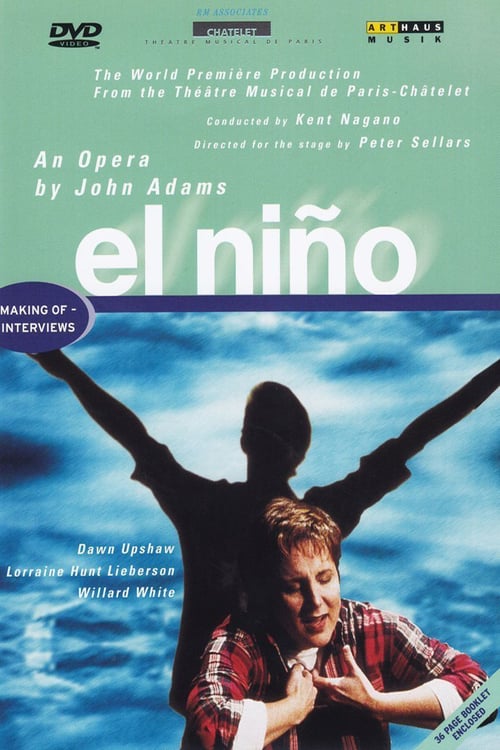 RM ASSOCIATES
DVD
VIDEO
CHATELET
THEATRE MUSICAL DE PARIS
ARTHAUS
MUSIK
The World Première Production
From the Théâtre Musical de Paris-Châtelet
Conducted by Kent Nagano
Directed for the stage by Peter Sellars
An Opera
by John Adams
el niño
MAKING OF -
INTERVIEWS
Dawn Upshaw
Lorraine Hunt Lieberson
Willard White
36 PAGE BOOKLET
ENCLOSED